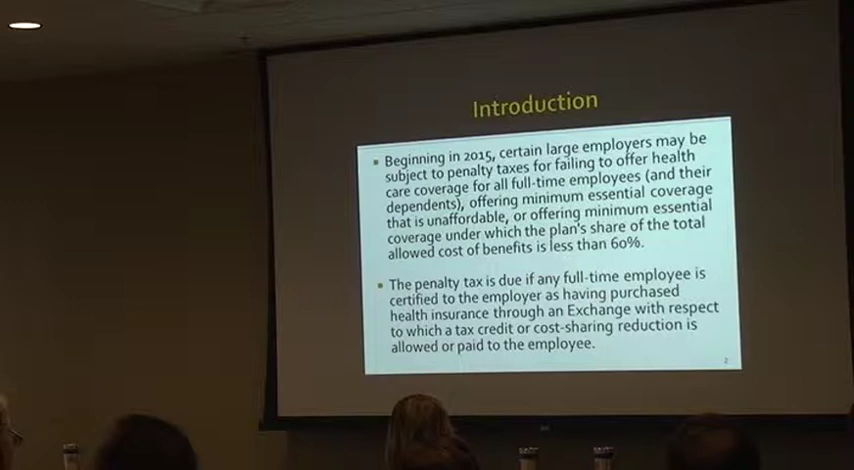 Introduction
Beginning in 2015, certain large employers may be
subject to penalty taxes for failing to offer health
care coverage for all full-time employees (and their
dependents), offering minimum essential coverage
that is unaffordable, or offering minimum essential
coverage under which the plan's share of the total
allowed cost of benefits is less than 60%.
The penalty tax is due if any full-time employee is
certified to the employer as having purchased
health insurance through an Exchange with respect
to which a tax credit or cost-sharing reduction is
allowed or paid to the employee.
2